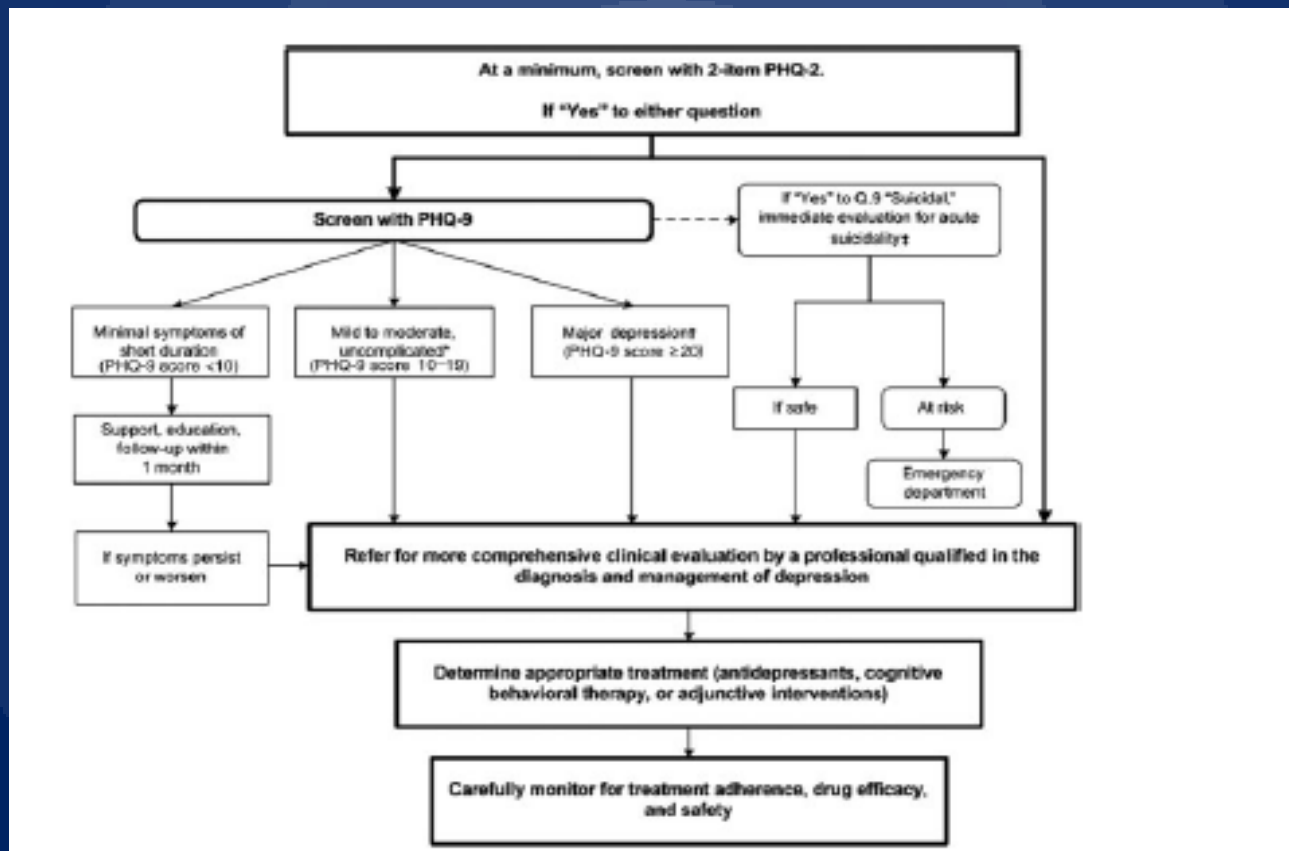 At a minimum, screen with 2-item PHQ-2.
If "Yes" to either question
Screen with PHQ-9
If "Yes" to Q.9 "Suicidal,"
immediate evaluation for acute
suicidality‡
Minimal symptoms of
short duration
(PHQ-9 score <10)
Mild to moderate,
uncomplicated*
(PHQ-9 score 10–19)
Major depression†
(PHQ-9 score ≥20)
Support, education,
follow-up within
1 month
If safe
At risk
Emergency
department
If symptoms persist
or worsen
Refer for more comprehensive clinical evaluation by a professional qualified in the
diagnosis and management of depression
Determine appropriate treatment (antidepressants, cognitive
behavioral therapy, or adjunctive interventions)
Carefully monitor for treatment adherence, drug efficacy,
and safety